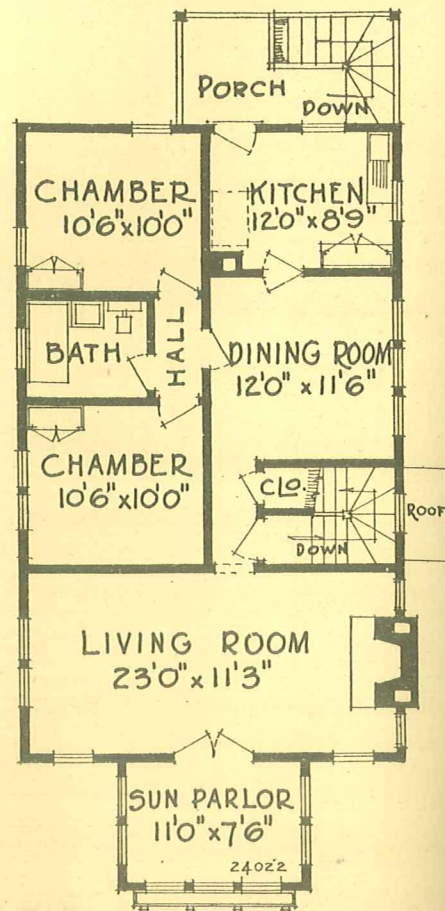 PORCH
DOWN
CHAMBER
10'6"x10'0"
KITCHEN
12'0"x8'9"
BATH
HALL
DINING ROOM
12'0" x 11'6"
CHAMBER
10'6"x10'0"
CLO.
DOWN
ROOF
LIVING ROOM
23'0"x11'3"
SUN PARLOR
11'0"x7'6"
24022